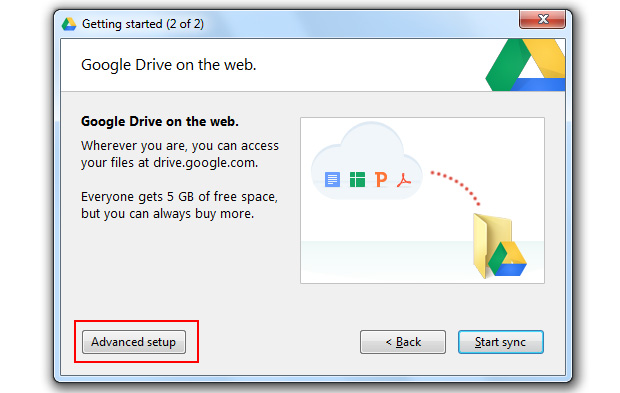 Getting started (2 of 2)
Google Drive on the web.
Google Drive on the web.
Wherever you are, you can access
your files at drive.google.com.
Everyone gets 5 GB of free space,
but you can always buy more.
Advanced setup
< Back
Start sync